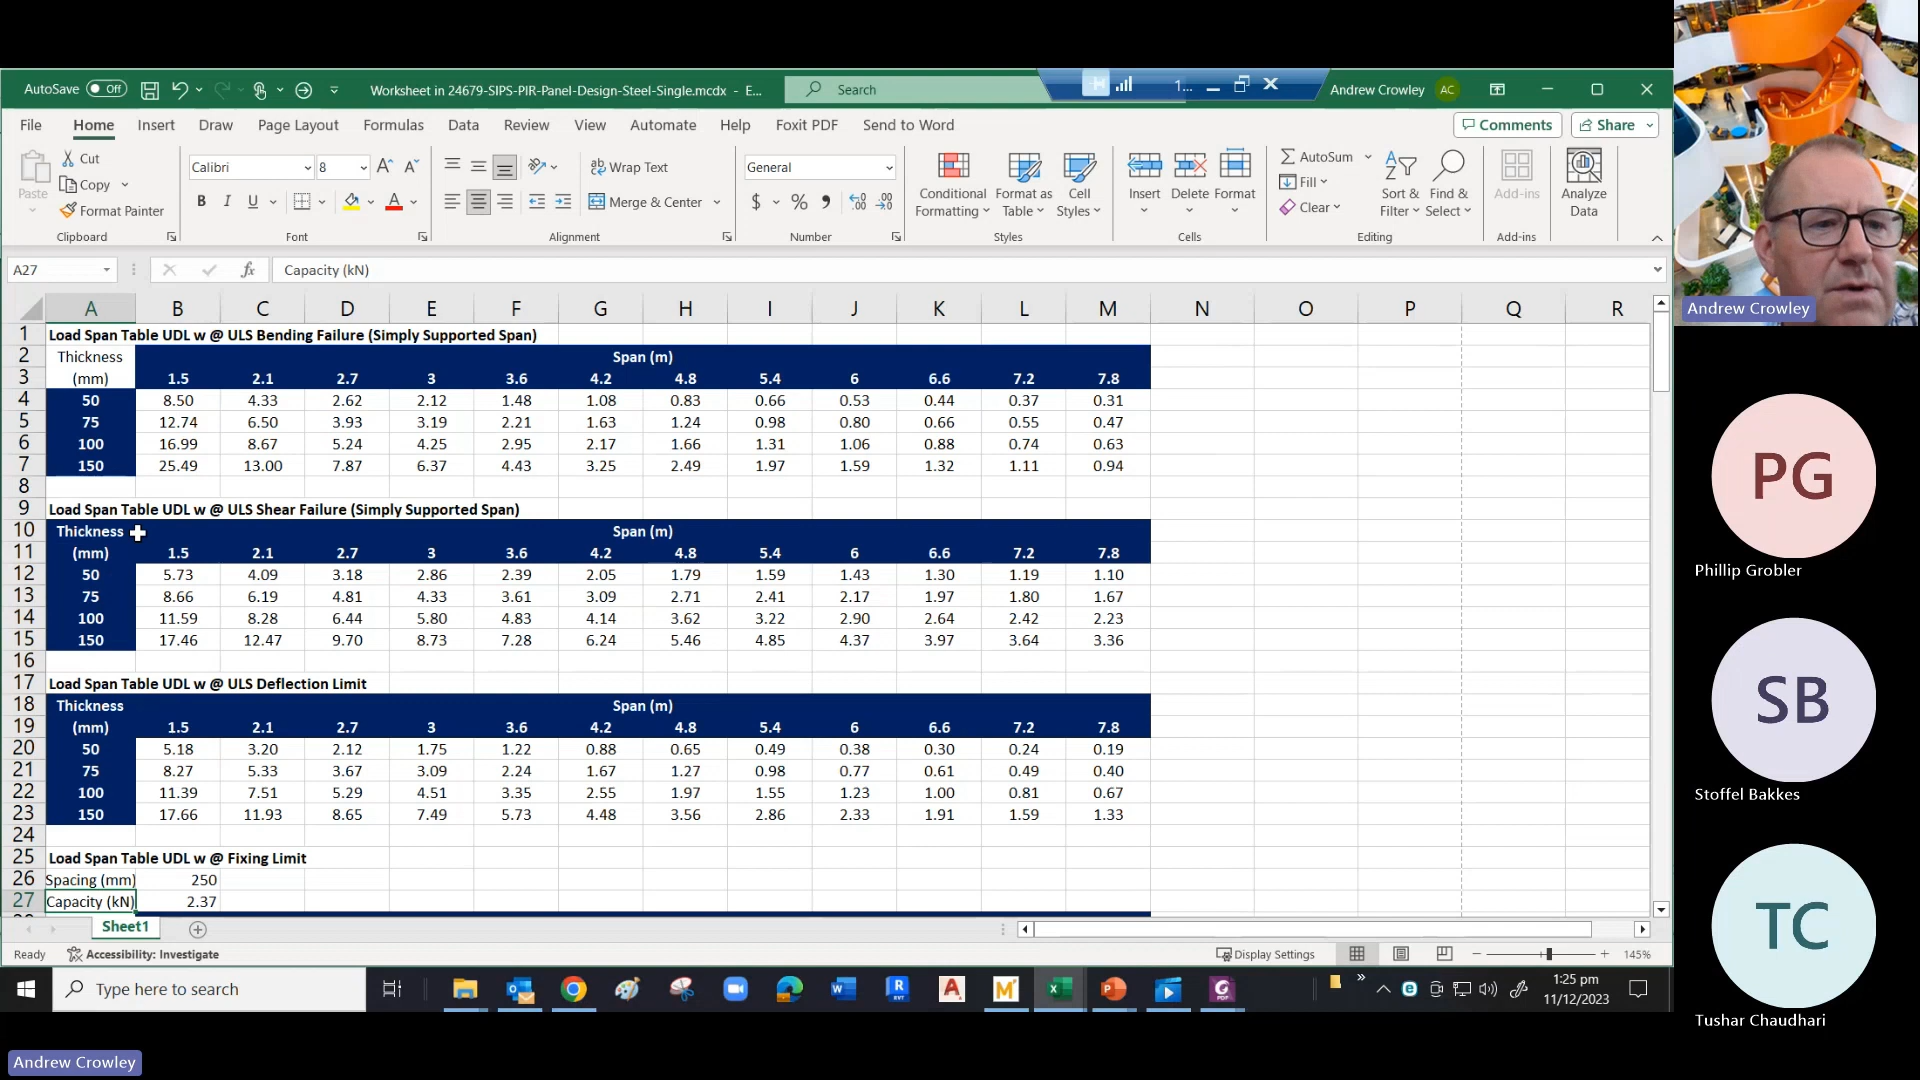 AutoSave Off Worksheet in 24679-SIPS-PIR-Panel-Design-Steel-Single.mcdx - E... Search 1... Andrew Crowley AC
File Home Insert Draw Page Layout Formulas Data Review View Automate Help Foxit PDF Send to Word Comments Share
Paste Cut Copy Format Painter Clipboard
Calibri 8 B I U A Font
Wrap Text Merge & Center Alignment
General $ % Number
Conditional Formatting Format as Table Cell Styles Styles
Insert Delete Format Cells
AutoSum Fill Clear Sort & Filter Find & Select Editing
Add-ins Add-ins
Analyze Data
A27 fx Capacity (kN)
A B C D E F G H I J K L M N O P Q R
1 Load Span Table UDL w @ ULS Bending Failure (Simply Supported Span)
2 Thickness Span (m)
3 (mm) 1.5 2.1 2.7 3 3.6 4.2 4.8 5.4 6 6.6 7.2 7.8
4 50 8.50 4.33 2.62 2.12 1.48 1.08 0.83 0.66 0.53 0.44 0.37 0.31
5 75 12.74 6.50 3.93 3.19 2.21 1.63 1.24 0.98 0.80 0.66 0.55 0.47
6 100 16.99 8.67 5.24 4.25 2.95 2.17 1.66 1.31 1.06 0.88 0.74 0.63
7 150 25.49 13.00 7.87 6.37 4.43 3.25 2.49 1.97 1.59 1.32 1.11 0.94
8
9 Load Span Table UDL w @ ULS Shear Failure (Simply Supported Span)
10 Thickness Span (m)
11 (mm) 1.5 2.1 2.7 3 3.6 4.2 4.8 5.4 6 6.6 7.2 7.8
12 50 5.73 4.09 3.18 2.86 2.39 2.05 1.79 1.59 1.43 1.30 1.19 1.10
13 75 8.66 6.19 4.81 4.33 3.61 3.09 2.71 2.41 2.17 1.97 1.80 1.67
14 100 11.59 8.28 6.44 5.80 4.83 4.14 3.62 3.22 2.90 2.64 2.42 2.23
15 150 17.46 12.47 9.70 8.73 7.28 6.24 5.46 4.85 4.37 3.97 3.64 3.36
16
17 Load Span Table UDL w @ ULS Deflection Limit
18 Thickness Span (m)
19 (mm) 1.5 2.1 2.7 3 3.6 4.2 4.8 5.4 6 6.6 7.2 7.8
20 50 5.18 3.20 2.12 1.75 1.22 0.88 0.65 0.49 0.38 0.30 0.24 0.19
21 75 8.27 5.33 3.67 3.09 2.24 1.67 1.27 0.98 0.77 0.61 0.49 0.40
22 100 11.39 7.51 5.29 4.51 3.35 2.55 1.97 1.55 1.23 1.00 0.81 0.67
23 150 17.66 11.93 8.65 7.49 5.73 4.48 3.56 2.86 2.33 1.91 1.59 1.33
24
25 Load Span Table UDL w @ Fixing Limit
26 Spacing (mm) 250
27 Capacity (kN) 2.37
Sheet1
Ready Accessibility: Investigate Display Settings 145%
Type here to search 1:25 pm
11/12/2023
Andrew Crowley
PG
Phillip Grobler
SB
Stoffel Bakkes
TC
Tushar Chaudhari
Andrew Crowley